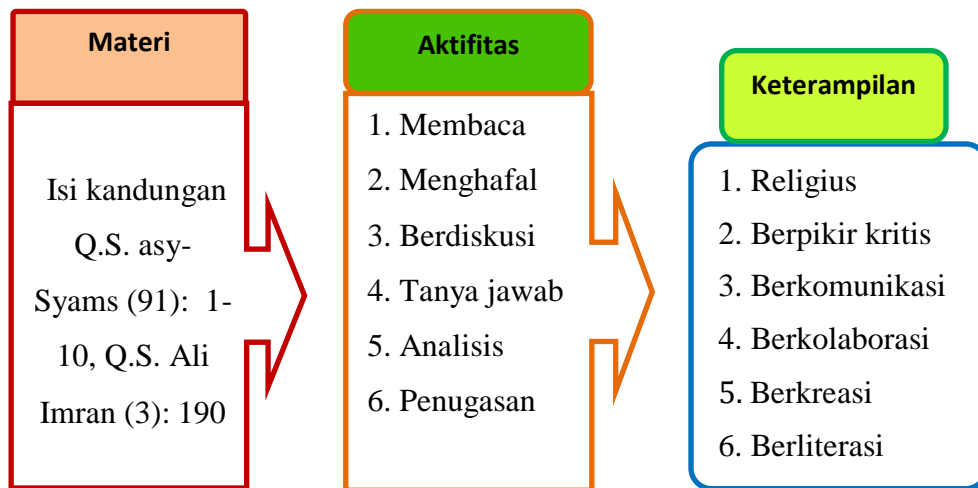 Materi
Isi kandungan
Q.S. asy-
Syams (91): 1-
10, Q.S. Ali
Imran (3): 190
Aktifitas
1. Membaca
2. Menghafal
3. Berdiskusi
4. Tanya jawab
5. Analisis
6. Penugasan
Keterampilan
1. Religius
2. Berpikir kritis
3. Berkomunikasi
4. Berkolaborasi
5. Berkreasi
6. Berliterasi